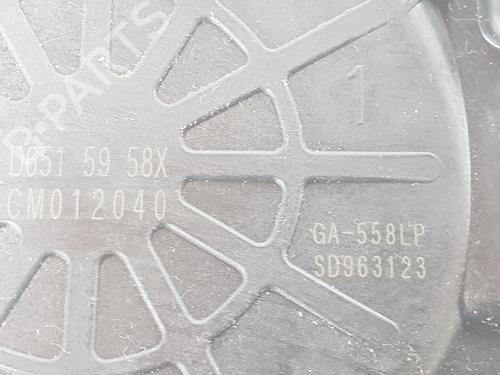 B-PARTS
1
D651 59 58X
CM012040
GA-558LP
SD963123